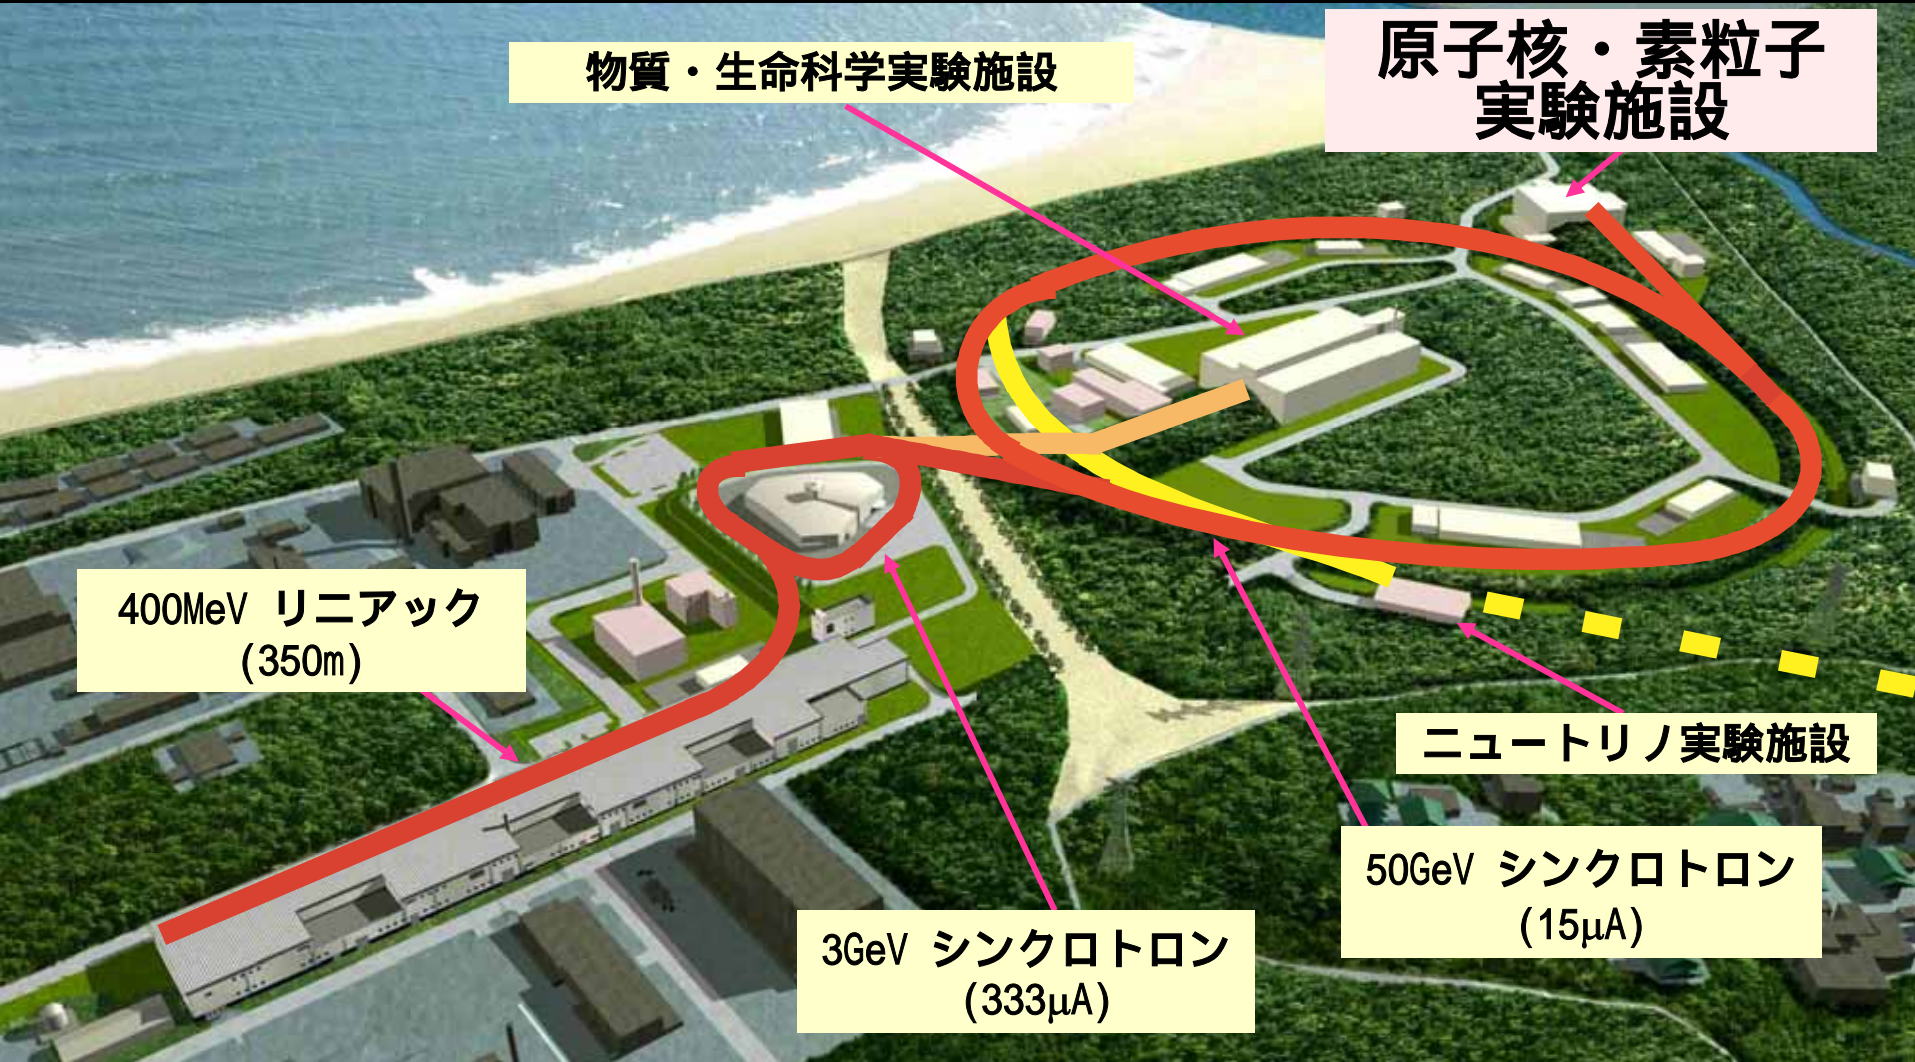 物質・生命科学実験施設
原子核・素粒子
実験施設
400MeV リニアック
(350m)
ニュートリノ実験施設
50GeV シンクロトロン
(15μA)
3GeV シンクロトロン
(333μA)